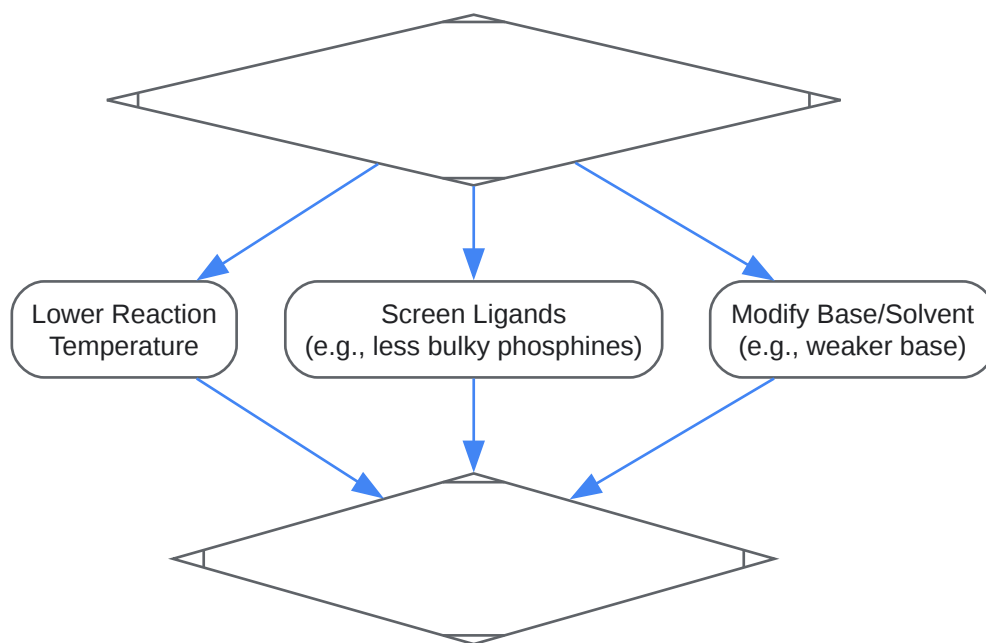 Lower Reaction
Temperature
Screen Ligands
(e.g., less bulky phosphines)
Modify Base/Solvent
(e.g., weaker base)